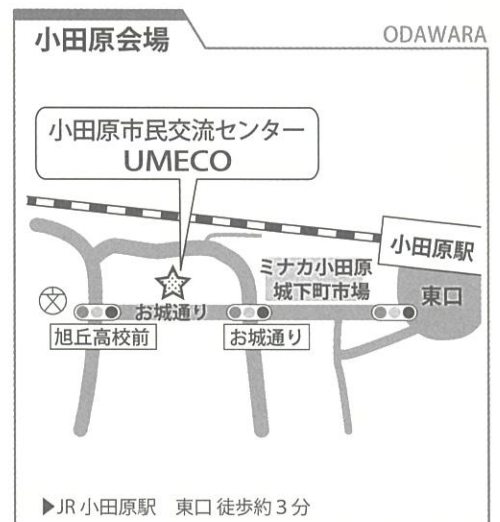 小田原会場
ODAWARA
小田原市民交流センター
UMECO
小田原駅
ミナカ小田原
城下町市場
東口
文
お城通り
旭丘高校前
お城通り
▶JR 小田原駅　東口 徒歩約3分